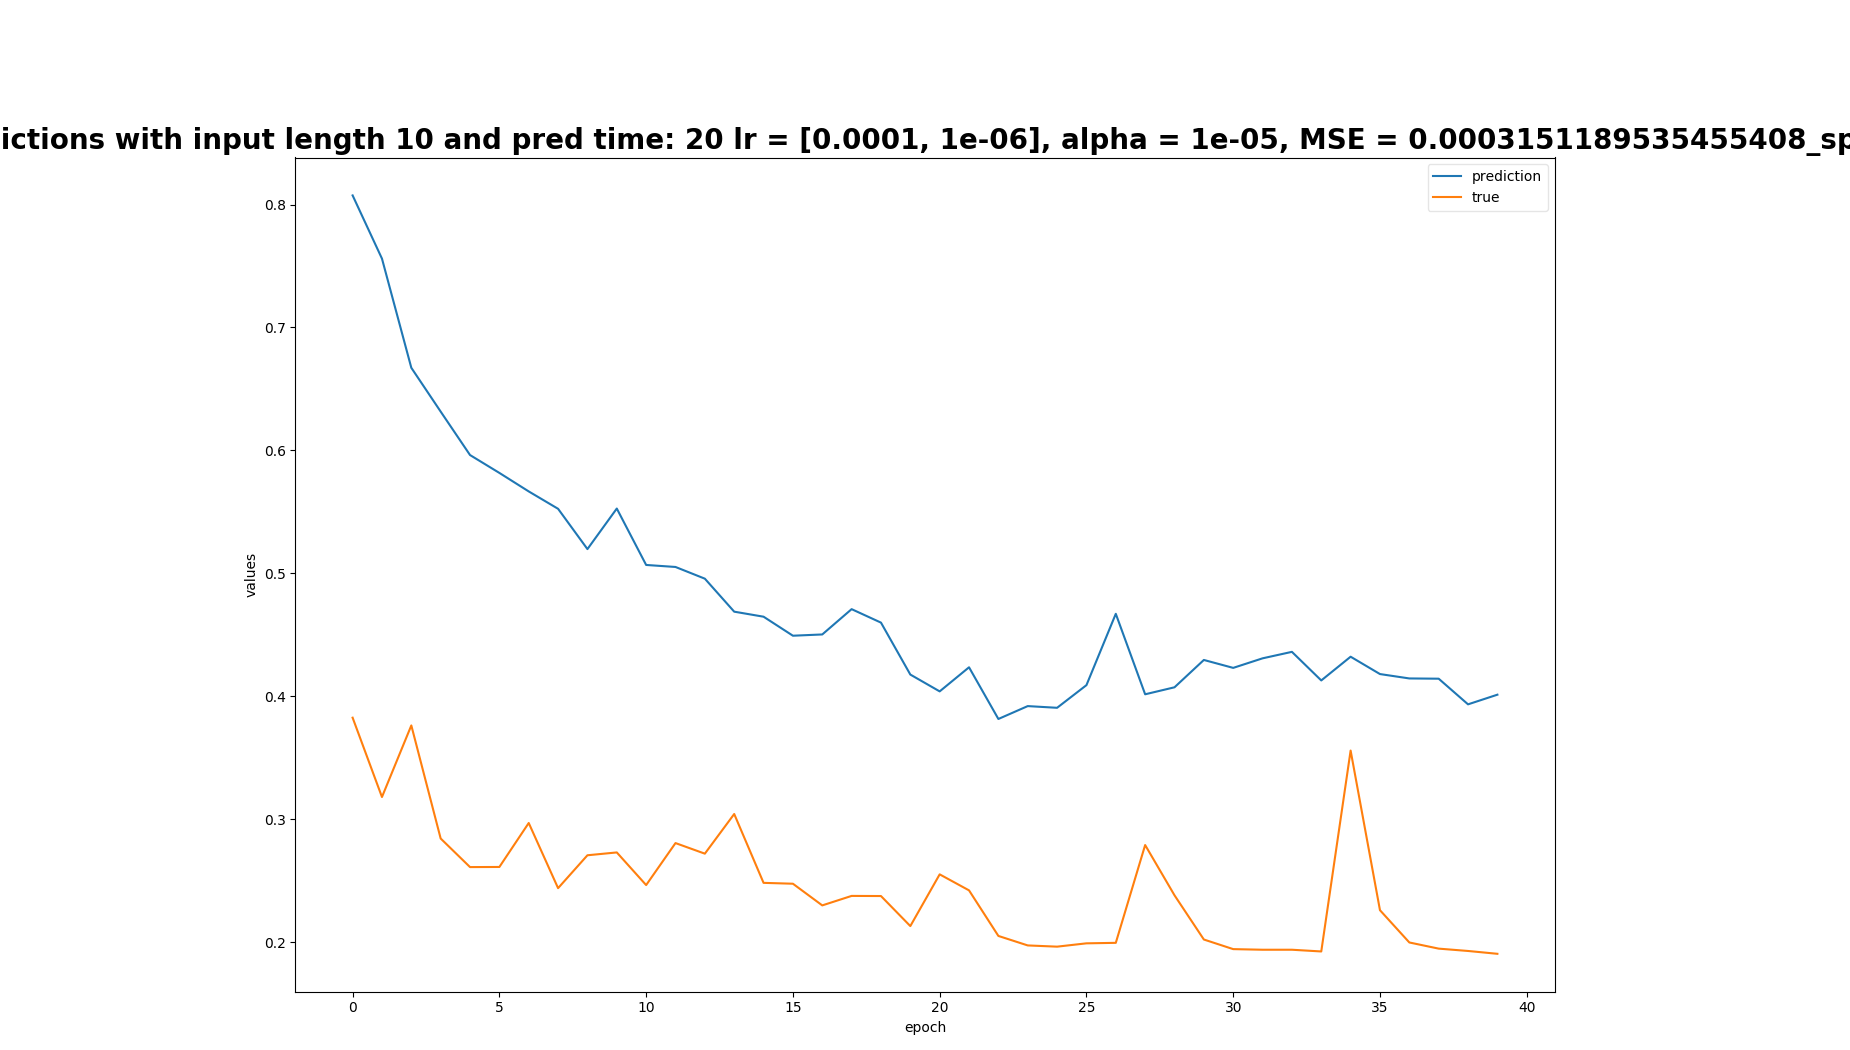 ictions with input length 10 and pred time: 20 lr = [0.0001, 1e-06], alpha = 1e-05, MSE = 0.0003151189535455408_sp
prediction
true
0.8
0.7
0.6
0.5
0.4
0.3
0.2
values
0 5 10 15 20 25 30 35 40
epoch